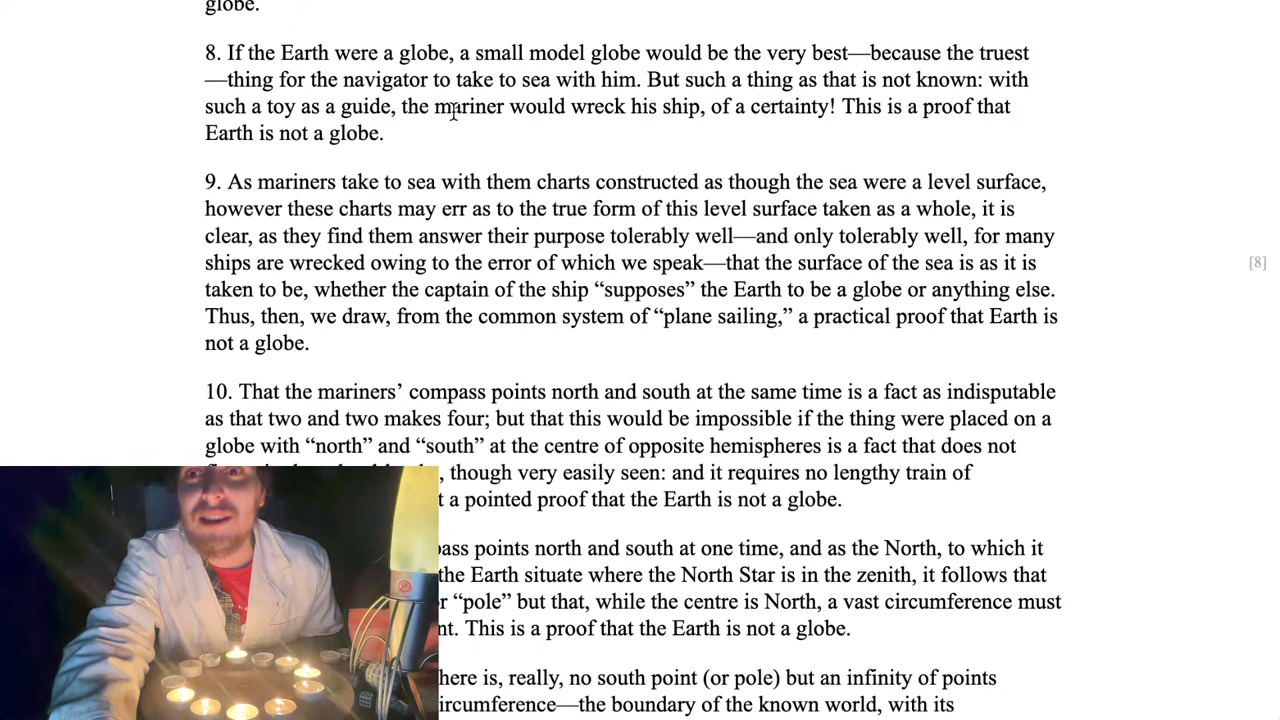 globe.
8. If the Earth were a globe, a small model globe would be the very best—because the truest
—thing for the navigator to take to sea with him. But such a thing as that is not known: with
such a toy as a guide, the mariner would wreck his ship, of a certainty! This is a proof that
Earth is not a globe.
9. As mariners take to sea with them charts constructed as though the sea were a level surface,
however these charts may err as to the true form of this level surface taken as a whole, it is
clear, as they find them answer their purpose tolerably well—and only tolerably well, for many
ships are wrecked owing to the error of which we speak—that the surface of the sea is as it is
[8]
taken to be, whether the captain of the ship “supposes” the Earth to be a globe or anything else.
Thus, then, we draw, from the common system of “plane sailing,” a practical proof that Earth is
not a globe.
10. That the mariners’ compass points north and south at the same time is a fact as indisputable
as that two and two makes four; but that this would be impossible if the thing were placed on a
globe with “north” and “south” at the centre of opposite hemispheres is a fact that does not
, though very easily seen: and it requires no lengthy train of
a pointed proof that the Earth is not a globe.
points north and south at one time, and as the North, to which it
the Earth situate where the North Star is in the zenith, it follows that
“pole” but that, while the centre is North, a vast circumference must
This is a proof that the Earth is not a globe.
is, really, no south point (or pole) but an infinity of points
the boundary of the known world, with its